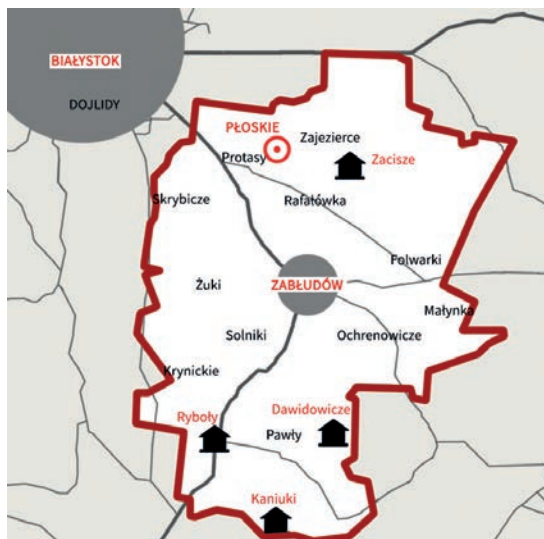 BIAŁYSTOK
DOJLIDY
PŁOSKIE
Zajezierce
Protasy
Zacisze
Skrybicze
Rafałówka
Folwarki
Żuki
ZABŁUDÓW
Małynka
Solniki
Ochrenowicze
Krynickie
Ryboły
Dawidowicze
Pawły
Kaniuki